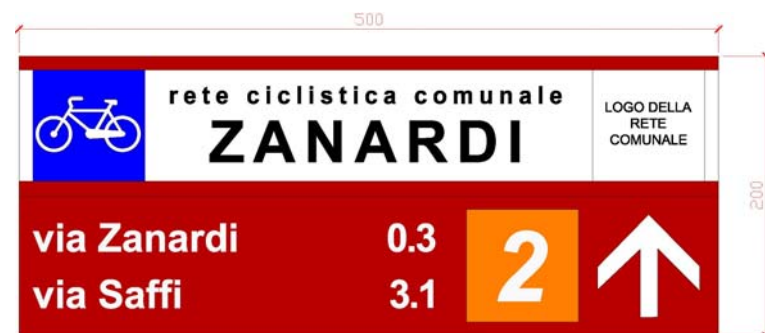 500
rete ciclistica comunale
ZANARDI
LOGO DELLA
RETE
COMUNALE
200
via Zanardi 0.3
via Saffi 3.1
2